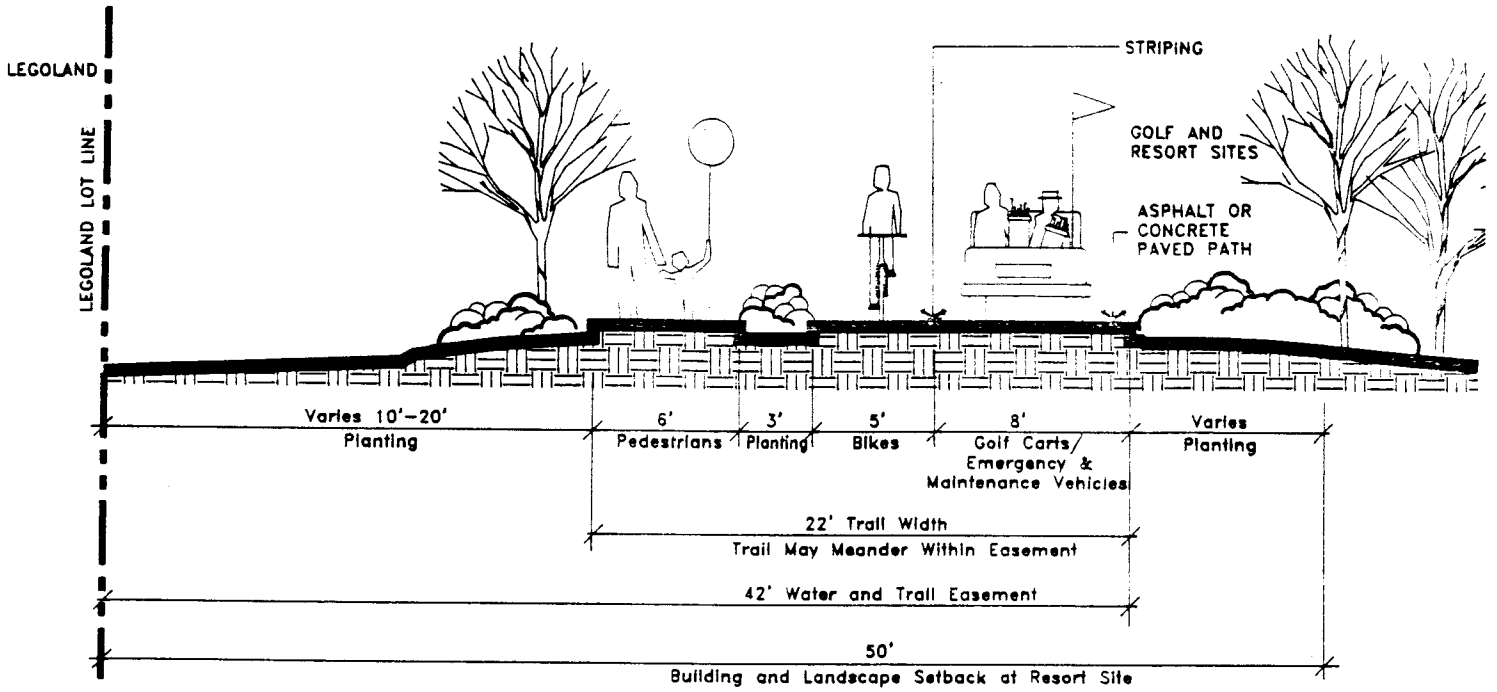 STRIPING
LEGOLAND
LEGOLAND LOT LINE
GOLF AND
RESORT SITES
ASPHALT OR
CONCRETE
PAVED PATH
Varies 10'-20'
Planting
6'
Pedestrians
3'
Planting
5'
Bikes
8'
Golf Carts/
Emergency &
Maintenance Vehicles
Varies
Planting
22' Trail Width
Trail May Meander Within Easement
42' Water and Trail Easement
50'
Building and Landscape Setback at Resort Site